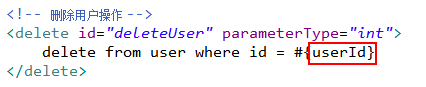 <!-- 删除用户操作 -->
<delete id="deleteUser" parameterType="int">
delete from user where id = #{userId}
</delete>